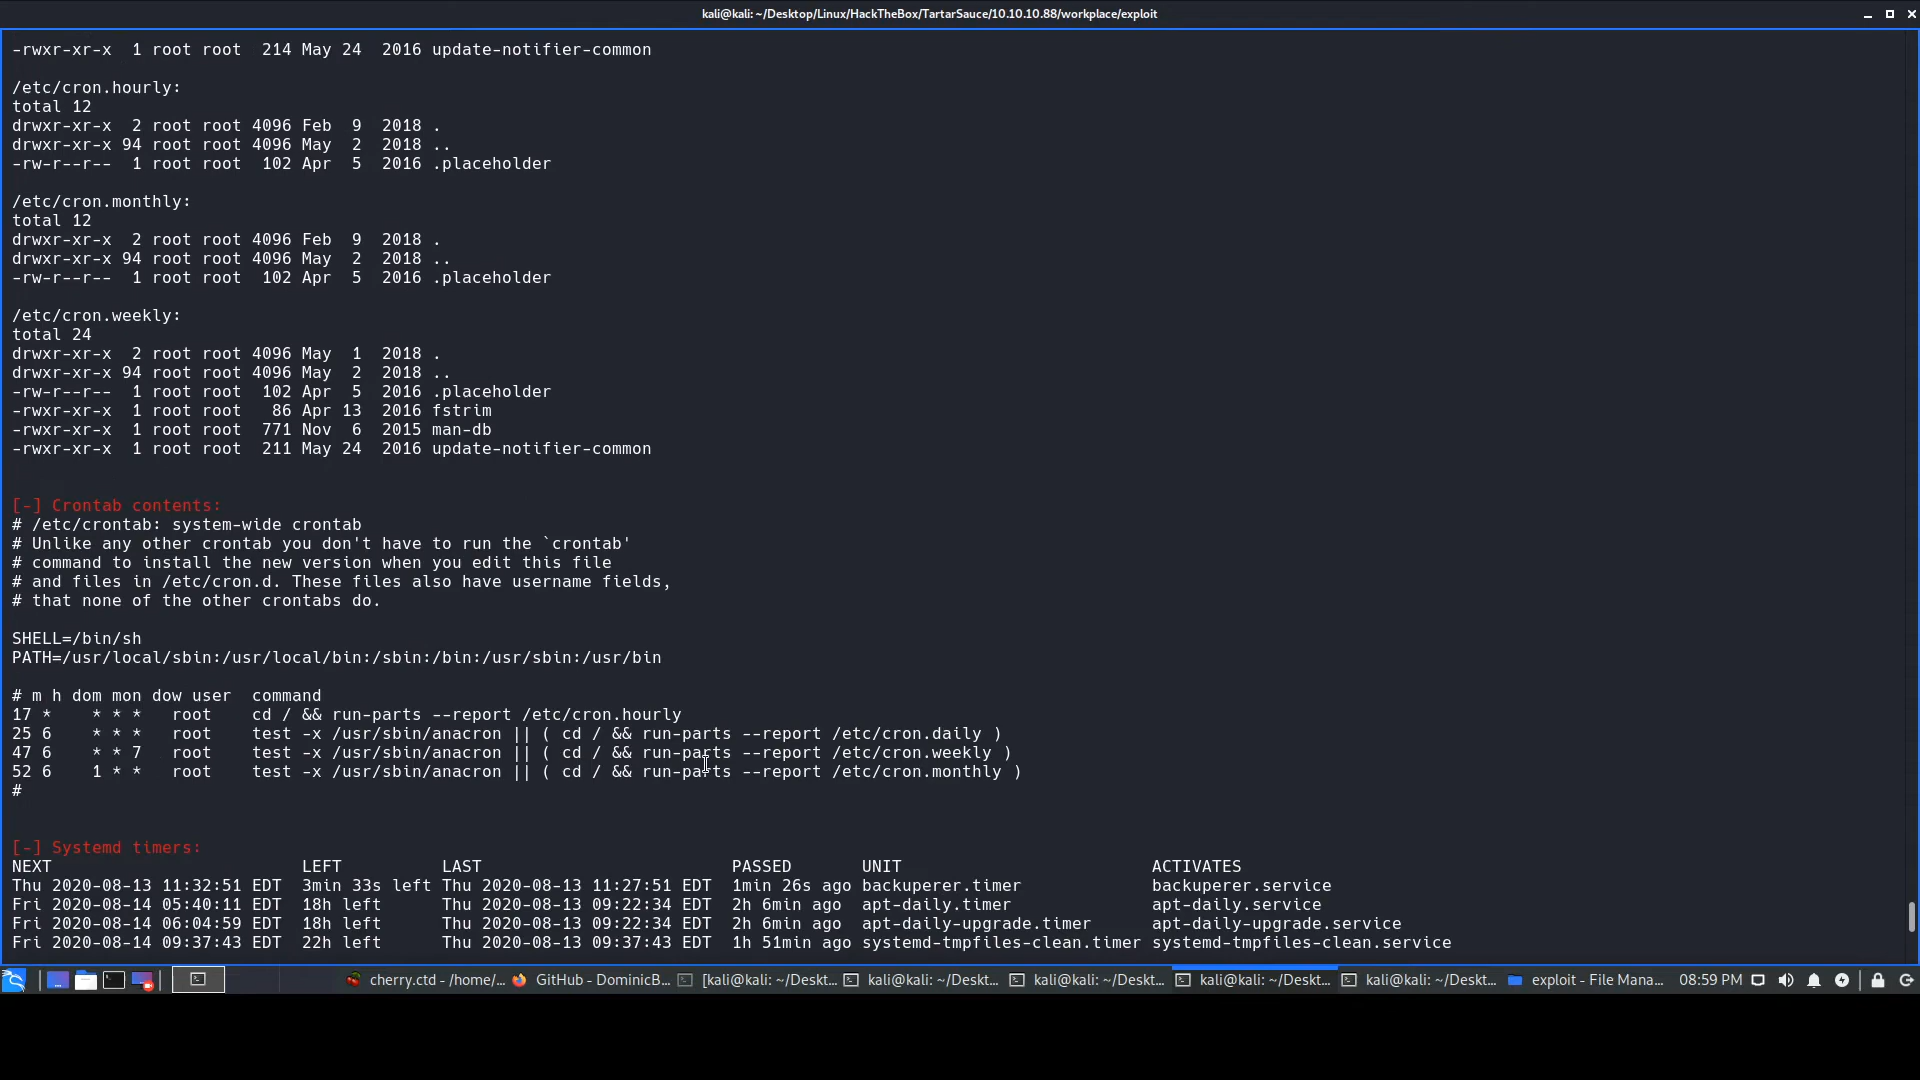 kali@kali: ~/Desktop/Linux/HackTheBox/TartarSauce/10.10.10.88/workplace/exploit
-rwxr-xr-x  1 root root  214 May 24  2016 update-notifier-common
/etc/cron.hourly:
total 12
drwxr-xr-x  2 root root 4096 Feb  9  2018 .
drwxr-xr-x 94 root root 4096 May  2  2018 ..
-rw-r--r--  1 root root  102 Apr  5  2016 .placeholder
/etc/cron.monthly:
total 12
drwxr-xr-x  2 root root 4096 Feb  9  2018 .
drwxr-xr-x 94 root root 4096 May  2  2018 ..
-rw-r--r--  1 root root  102 Apr  5  2016 .placeholder
/etc/cron.weekly:
total 24
drwxr-xr-x  2 root root 4096 May  1  2018 .
drwxr-xr-x 94 root root 4096 May  2  2018 ..
-rw-r--r--  1 root root  102 Apr  5  2016 .placeholder
-rwxr-xr-x  1 root root   86 Apr 13  2016 fstrim
-rwxr-xr-x  1 root root  771 Nov  6  2015 man-db
-rwxr-xr-x  1 root root  211 May 24  2016 update-notifier-common
[-] Crontab contents:
# /etc/crontab: system-wide crontab
# Unlike any other crontab you don't have to run the `crontab'
# command to install the new version when you edit this file
# and files in /etc/cron.d. These files also have username fields,
# that none of the other crontabs do.
SHELL=/bin/sh
PATH=/usr/local/sbin:/usr/local/bin:/sbin:/bin:/usr/sbin:/usr/bin
# m h dom mon dow user  command
17 *    * * *   root    cd / && run-parts --report /etc/cron.hourly
25 6    * * *   root    test -x /usr/sbin/anacron || ( cd / && run-parts --report /etc/cron.daily )
47 6    * * 7   root    test -x /usr/sbin/anacron || ( cd / && run-parts --report /etc/cron.weekly )
52 6    1 * *   root    test -x /usr/sbin/anacron || ( cd / && run-parts --report /etc/cron.monthly )
#
[-] Systemd timers:
NEXT                         LEFT          LAST                         PASSED       UNIT                         ACTIVATES
Thu 2020-08-13 11:32:51 EDT  3min 33s left Thu 2020-08-13 11:27:51 EDT  1min 26s ago backuperer.timer             backuperer.service
Fri 2020-08-14 05:40:11 EDT  18h left      Thu 2020-08-13 09:22:34 EDT  2h 6min ago  apt-daily.timer              apt-daily.service
Fri 2020-08-14 06:04:59 EDT  18h left      Thu 2020-08-13 09:22:34 EDT  2h 6min ago  apt-daily-upgrade.timer      apt-daily-upgrade.service
Fri 2020-08-14 09:37:43 EDT  22h left      Thu 2020-08-13 09:37:43 EDT  1h 51min ago systemd-tmpfiles-clean.timer systemd-tmpfiles-clean.service
cherry.ctd - /home/... GitHub - DominicB... [kali@kali: ~/Deskt... kali@kali: ~/Deskt... kali@kali: ~/Deskt... kali@kali: ~/Deskt... kali@kali: ~/Deskt... exploit - File Mana... 08:59 PM